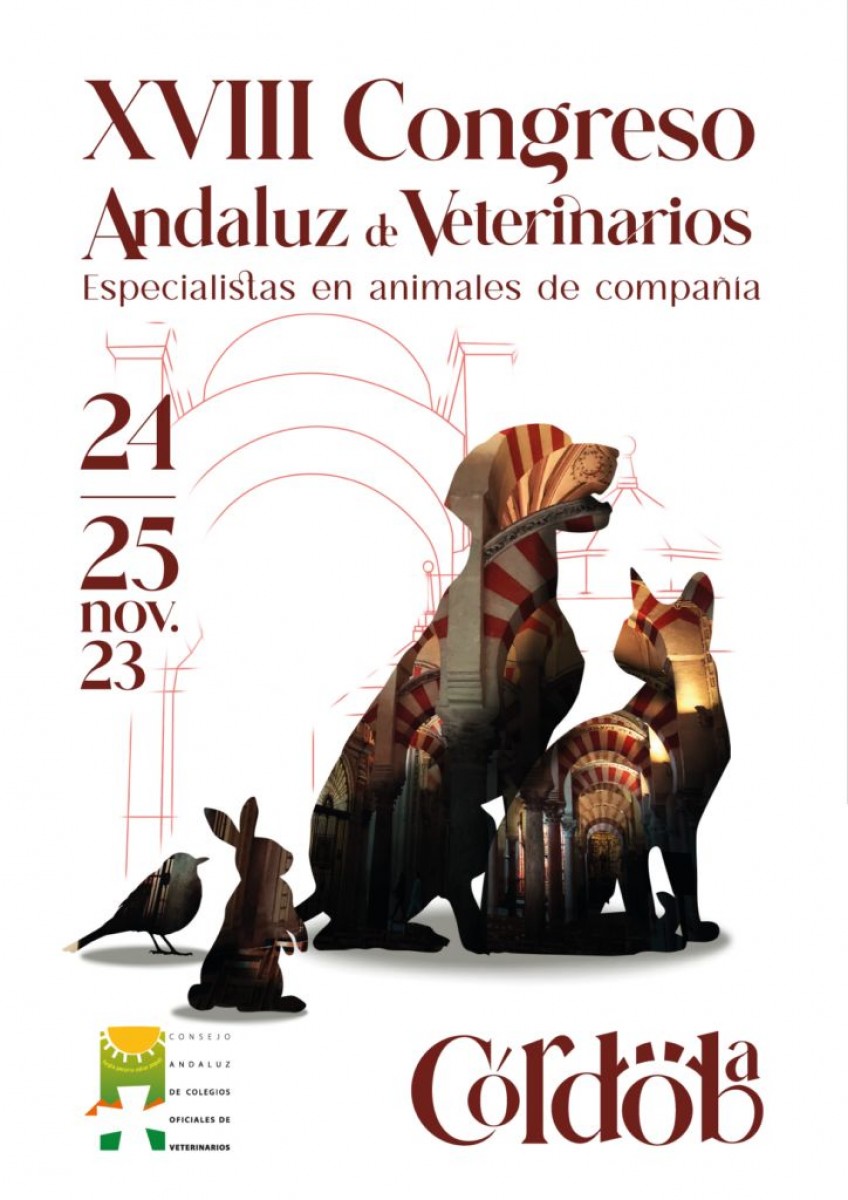 XVIII Congreso
Andaluz de Veterinarios
Especialistas en animales de compañía
24
25
nov.
23
CONSEJO
ANDALUZ
DE COLEGIOS
OFICIALES DE
VETERINARIOS
Córdoba